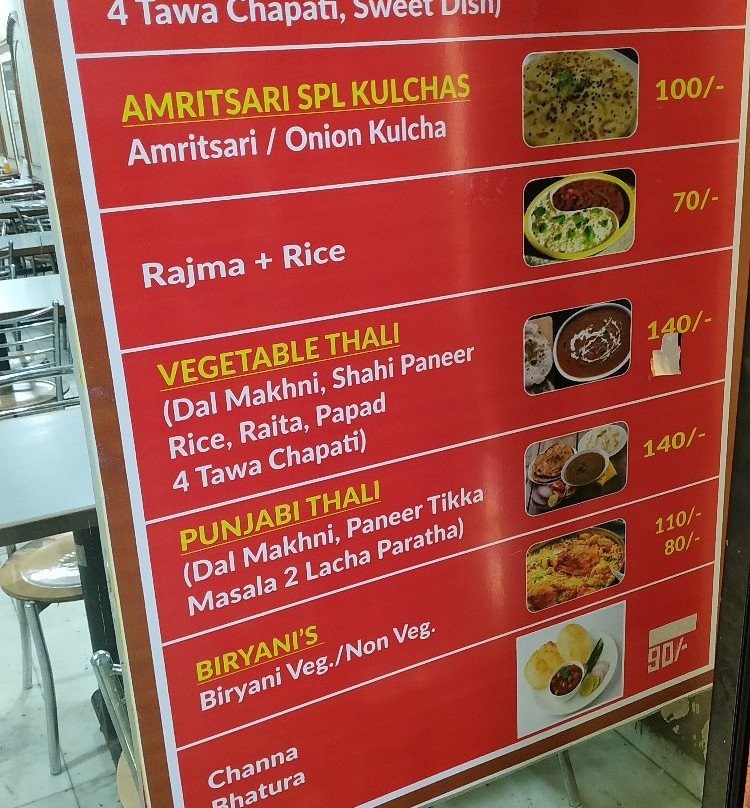 4 Tawa Chapati, Sweet Dish)
AMRITSARI SPL KULCHAS
Amritsari / Onion Kulcha
100/-
Rajma + Rice
70/-
VEGETABLE THALI
(Dal Makhni, Shahi Paneer
Rice, Raita, Papad
4 Tawa Chapati)
140/-
PUNJABI THALI
(Dal Makhni, Paneer Tikka
Masala 2 Lacha Paratha)
140/-
BIRYANI'S
Biryani Veg./Non Veg.
110/-
80/-
Channa
Bhatura
90/-